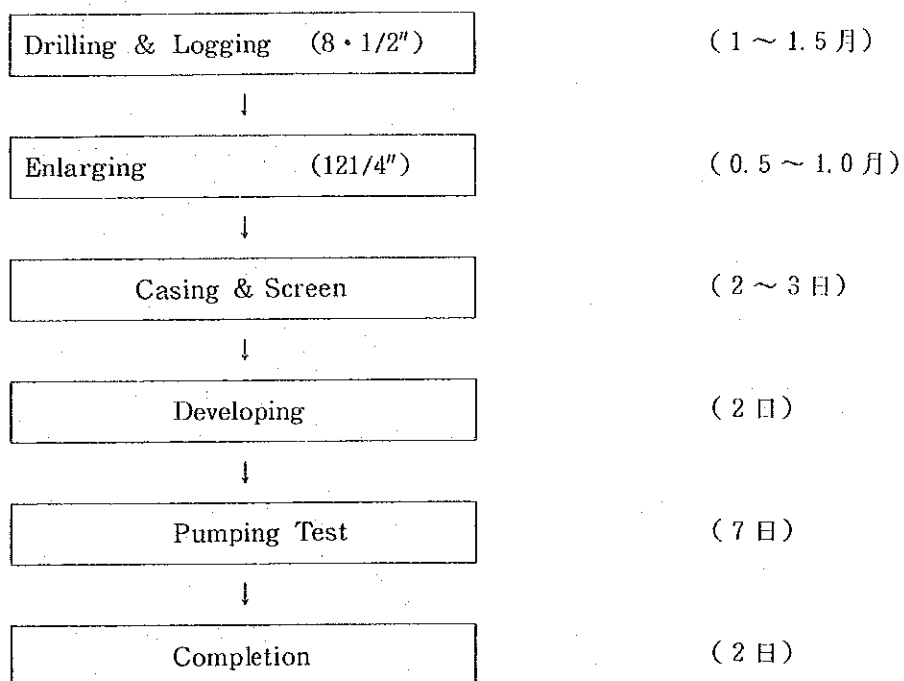 Drilling & Logging (8・1/2″) (1～1.5月)
↓
Enlarging (121/4″) (0.5～1.0月)
↓
Casing & Screen (2～3日)
↓
Developing (2日)
↓
Pumping Test (7日)
↓
Completion (2日)